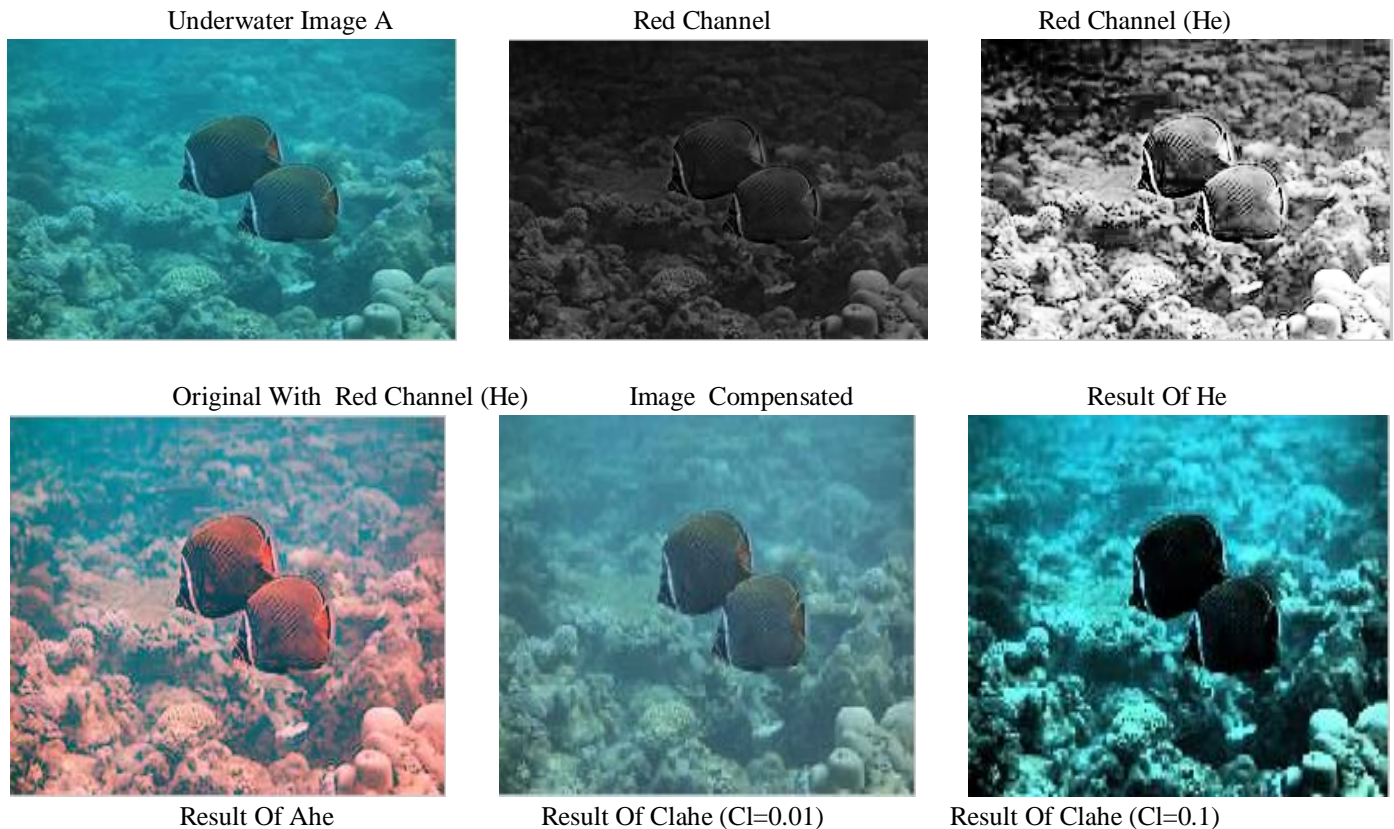 Underwater Image A Red Channel Red Channel (He)
Original With Red Channel (He) Image Compensated Result Of He
Result Of Ahe Result Of Clahe (Cl=0.01) Result Of Clahe (Cl=0.1)